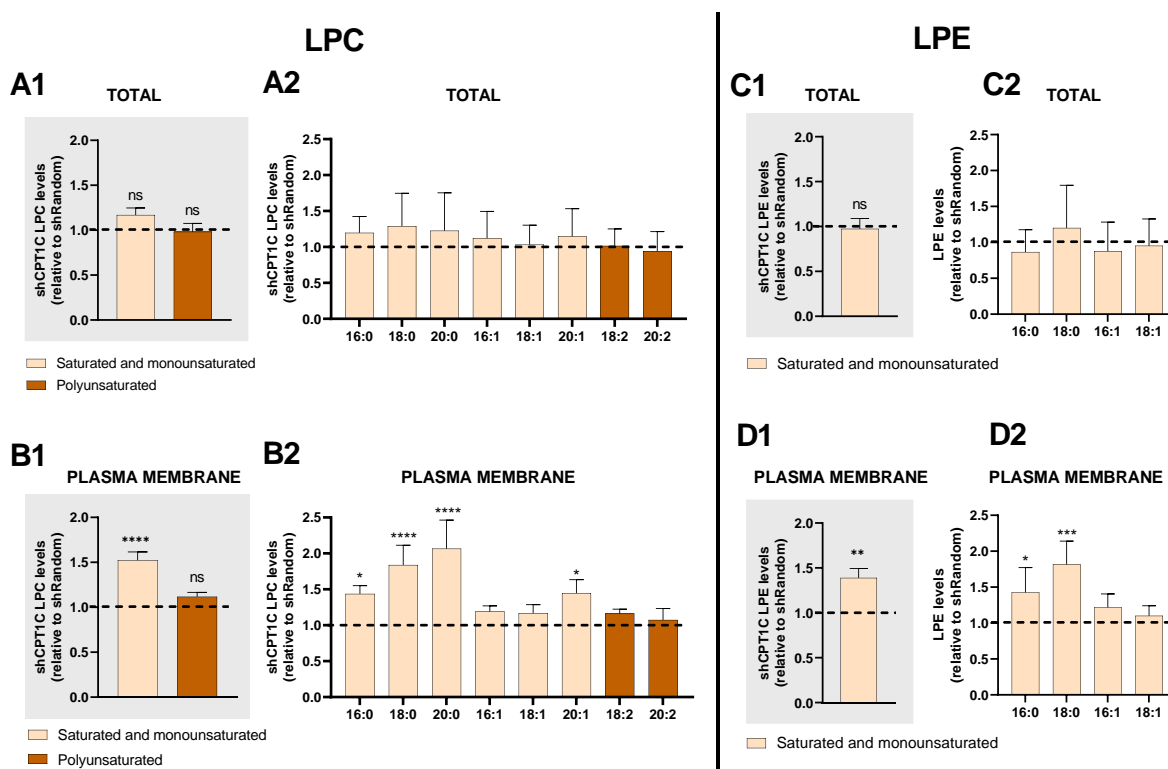 LPC
LPE
A1
TOTAL
shCPT1C LPC levels
(relative to shRandom)
2.0
1.5
1.0
0.5
0.0
ns
ns
Saturated and monounsaturated
Polyunsaturated
A2
TOTAL
shCPT1C LPC levels
(relative to shRandom)
2.5
2.0
1.5
1.0
0.5
0.0
16:0 18:0 20:0 16:1 18:1 20:1 18:2 20:2
C1
TOTAL
shCPT1C LPE levels
(relative to shRandom)
2.0
1.5
1.0
0.5
0.0
ns
Saturated and monounsaturated
C2
TOTAL
LPE levels
(relative to shRandom)
2.5
2.0
1.5
1.0
0.5
0.0
16:0 18:0 16:1 18:1
B1
PLASMA MEMBRANE
shCPT1C LPC levels
(relative to shRandom)
2.0
1.5
1.0
0.5
0.0
****
ns
Saturated and monounsaturated
Polyunsaturated
B2
PLASMA MEMBRANE
shCPT1C LPC levels
(relative to shRandom)
2.5
2.0
1.5
1.0
0.5
0.0
* **** **** *
16:0 18:0 20:0 16:1 18:1 20:1 18:2 20:2
D1
PLASMA MEMBRANE
shCPT1C LPE levels
(relative to shRandom)
2.0
1.5
1.0
0.5
0.0
**
Saturated and monounsaturated
D2
PLASMA MEMBRANE
LPE levels
(relative to shRandom)
2.5
2.0
1.5
1.0
0.5
0.0
* ***
16:0 18:0 16:1 18:1